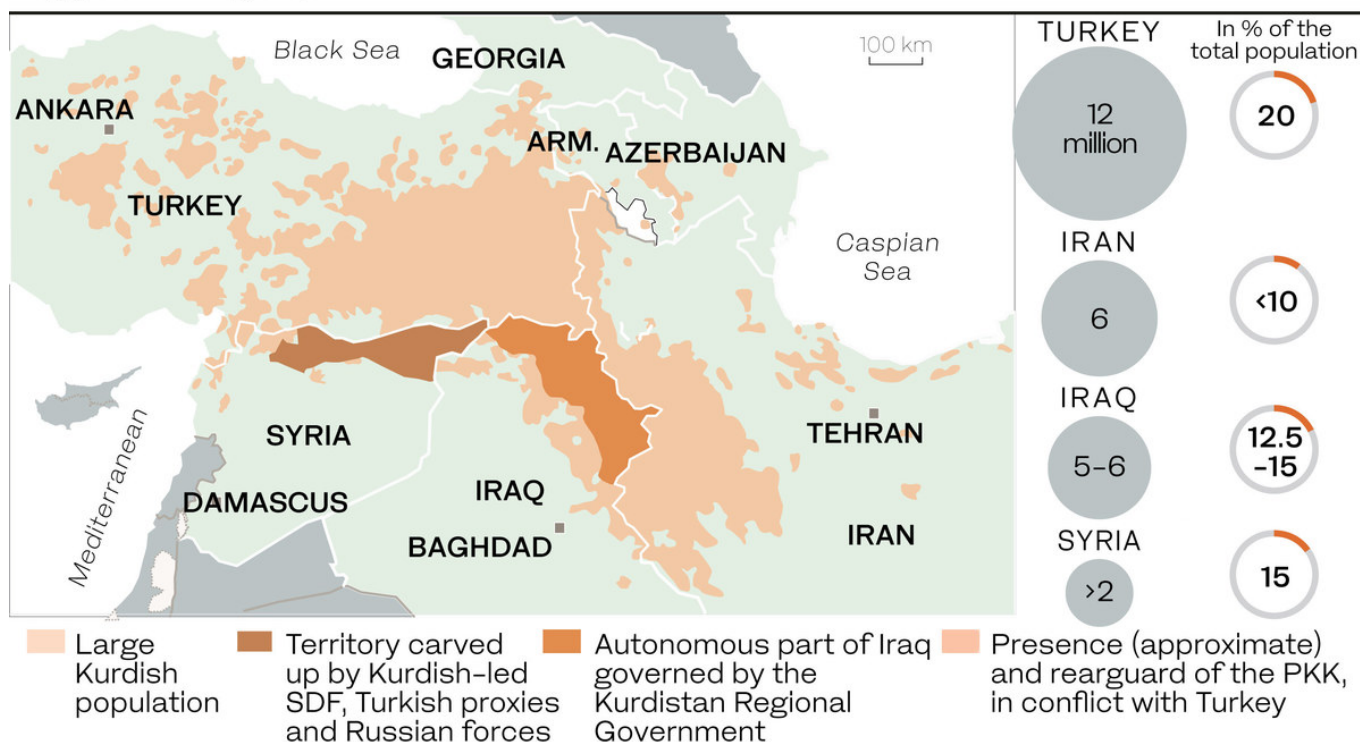 Black Sea
GEORGIA
100 km
ANKARA
ARM.
AZERBAIJAN
TURKEY
Caspian
Sea
SYRIA
TEHRAN
Mediterranean
DAMASCUS
IRAQ
BAGHDAD
IRAN
TURKEY
12
million
In % of the
total population
20
IRAN
6
<10
IRAQ
5–6
12.5
–15
SYRIA
>2
15
Large
Kurdish
population
Territory carved
up by Kurdish-led
SDF, Turkish proxies
and Russian forces
Autonomous part of Iraq
governed by the
Kurdistan Regional
Government
Presence (approximate)
and rearguard of the PKK,
in conflict with Turkey